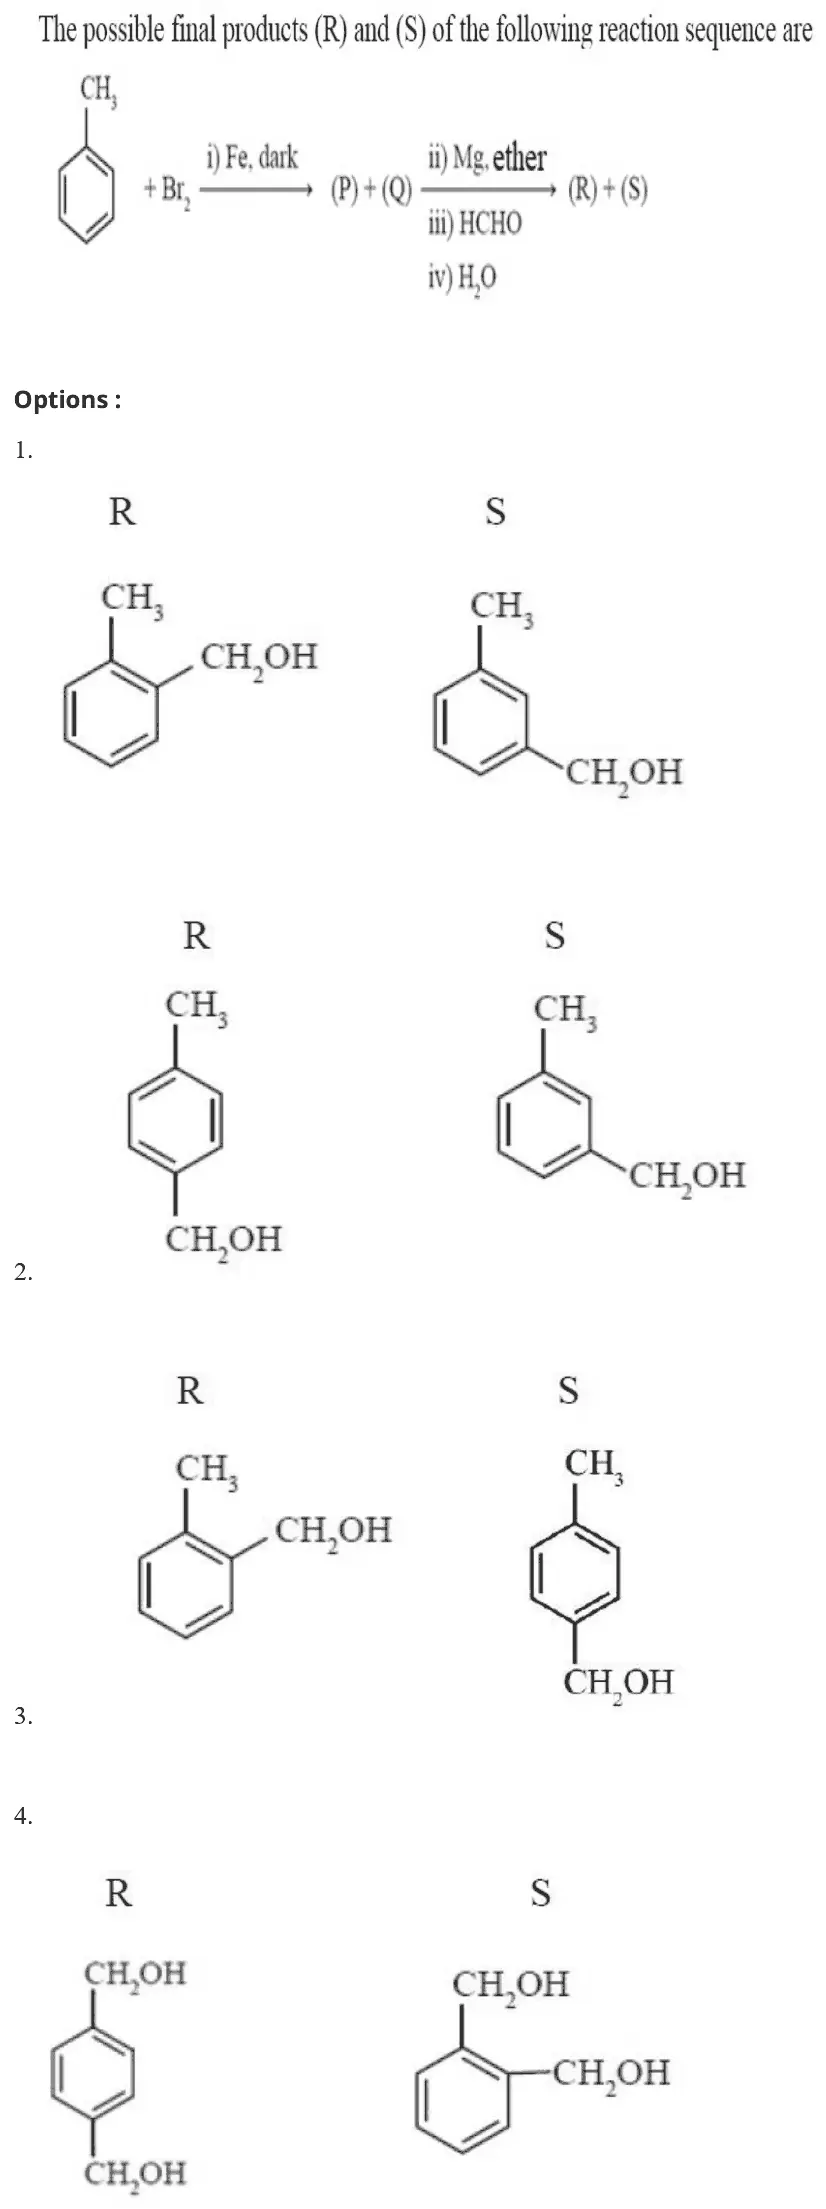 The possible final products (R) and (S) of the following reaction sequence are
CH₃
i) Fe, dark
ii) Mg, ether
+ Br₂
(P) + (Q)
(R) + (S)
iii) HCHO
iv) H₂O
Options :
1.
R S
CH₃ CH₃
CH₂OH
CH₂OH
R S
CH₃ CH₃
CH₂OH
CH₂OH
2.
R S
CH₃ CH₃
CH₂OH
CH₂OH
3.
4.
R S
CH₂OH CH₂OH
CH₂OH
CH₂OH